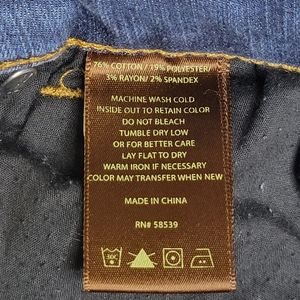 76% COTTON / 19% POLYESTER/
3% RAYON/ 2% SPANDEX
MACHINE WASH COLD
INSIDE OUT TO RETAIN COLOR
DO NOT BLEACH
TUMBLE DRY LOW
OR FOR BETTER CARE
LAY FLAT TO DRY
WARM IRON IF NECESSARY
COLOR MAY TRANSFER WHEN NEW
MADE IN CHINA
RN# 58539